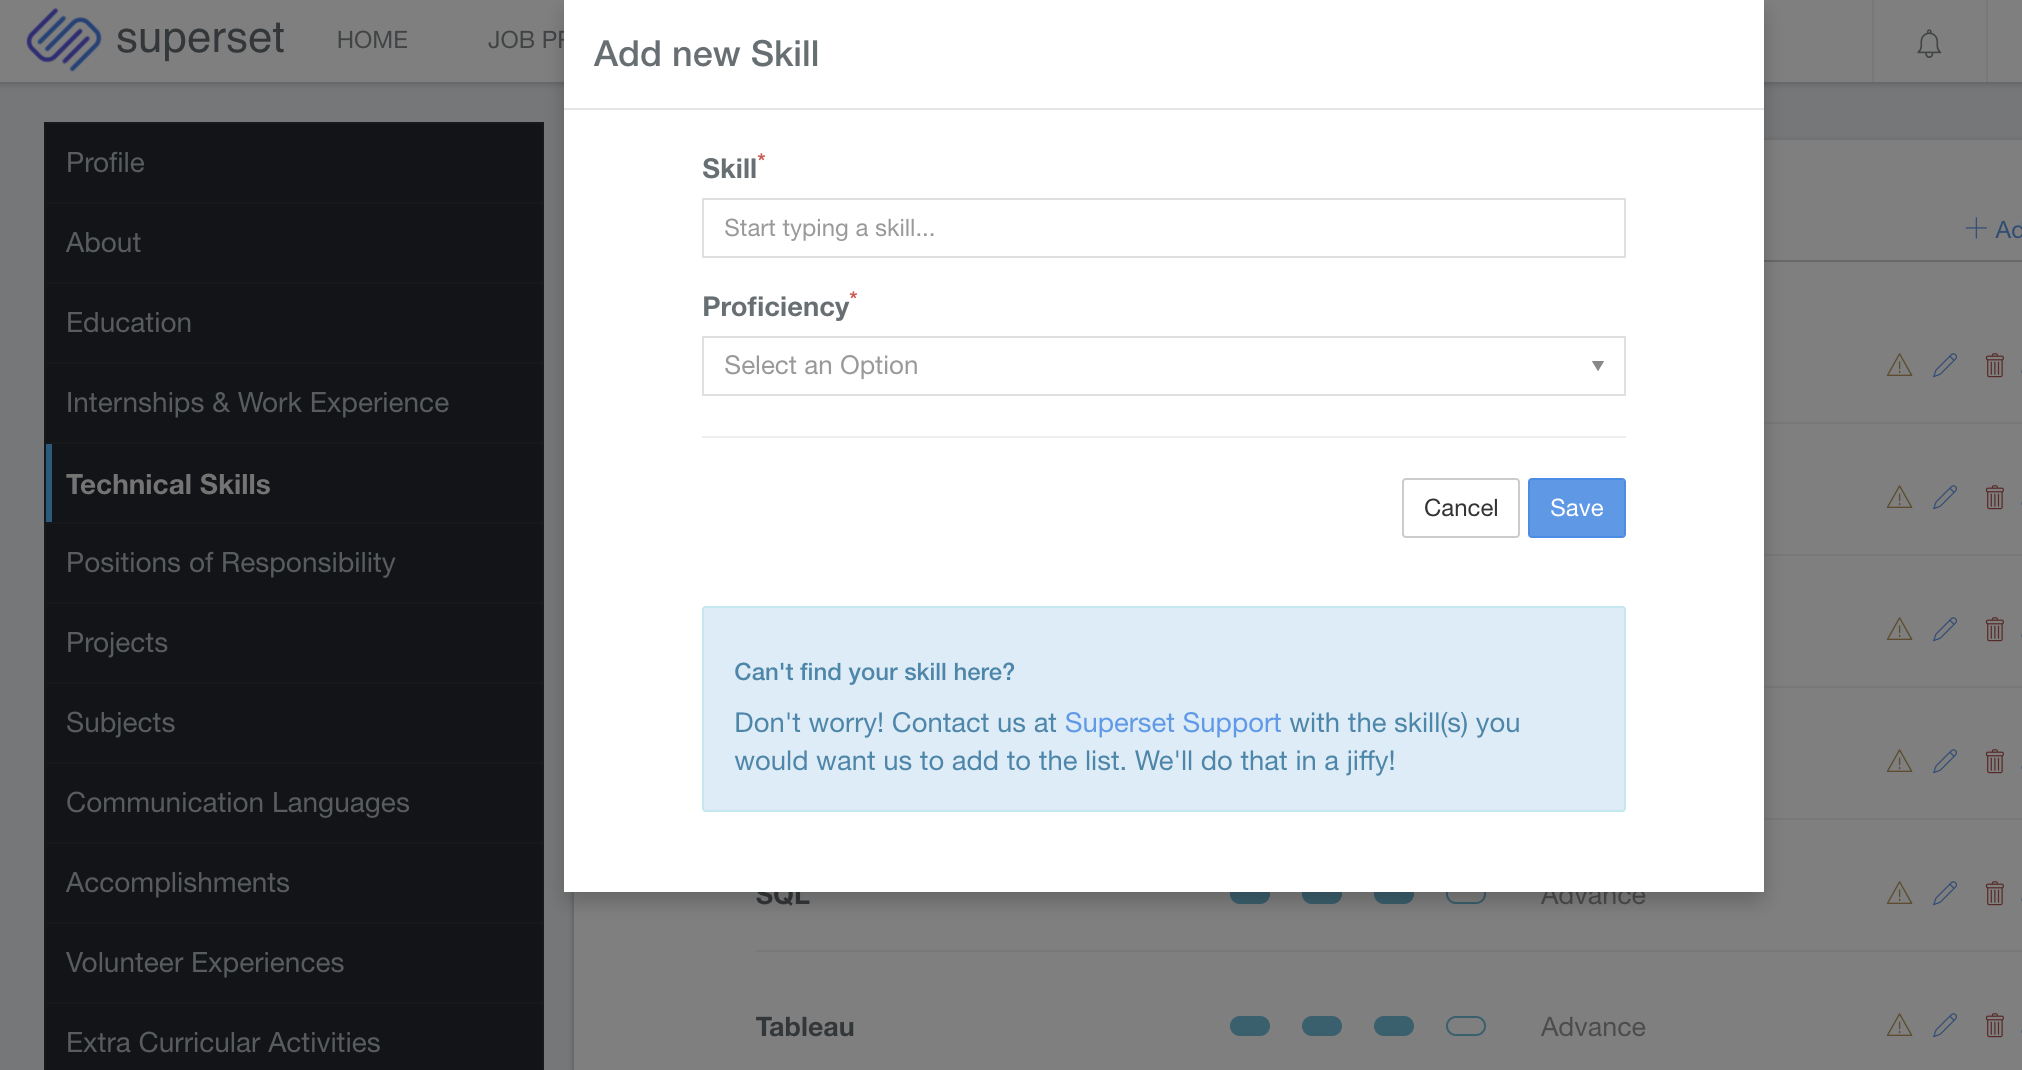 superset
HOME
JOB
Add new Skill
Skill*
Start typing a skill...
Proficiency*
Select an Option
Cancel
Save
Can't find your skill here?
Don't worry! Contact us at Superset Support with the skill(s) you
would want us to add to the list. We'll do that in a jiffy!
Profile
About
Education
Internships & Work Experience
Technical Skills
Positions of Responsibility
Projects
Subjects
Communication Languages
Accomplishments
Volunteer Experiences
Extra Curricular Activities
SQL Advance
Tableau Advance